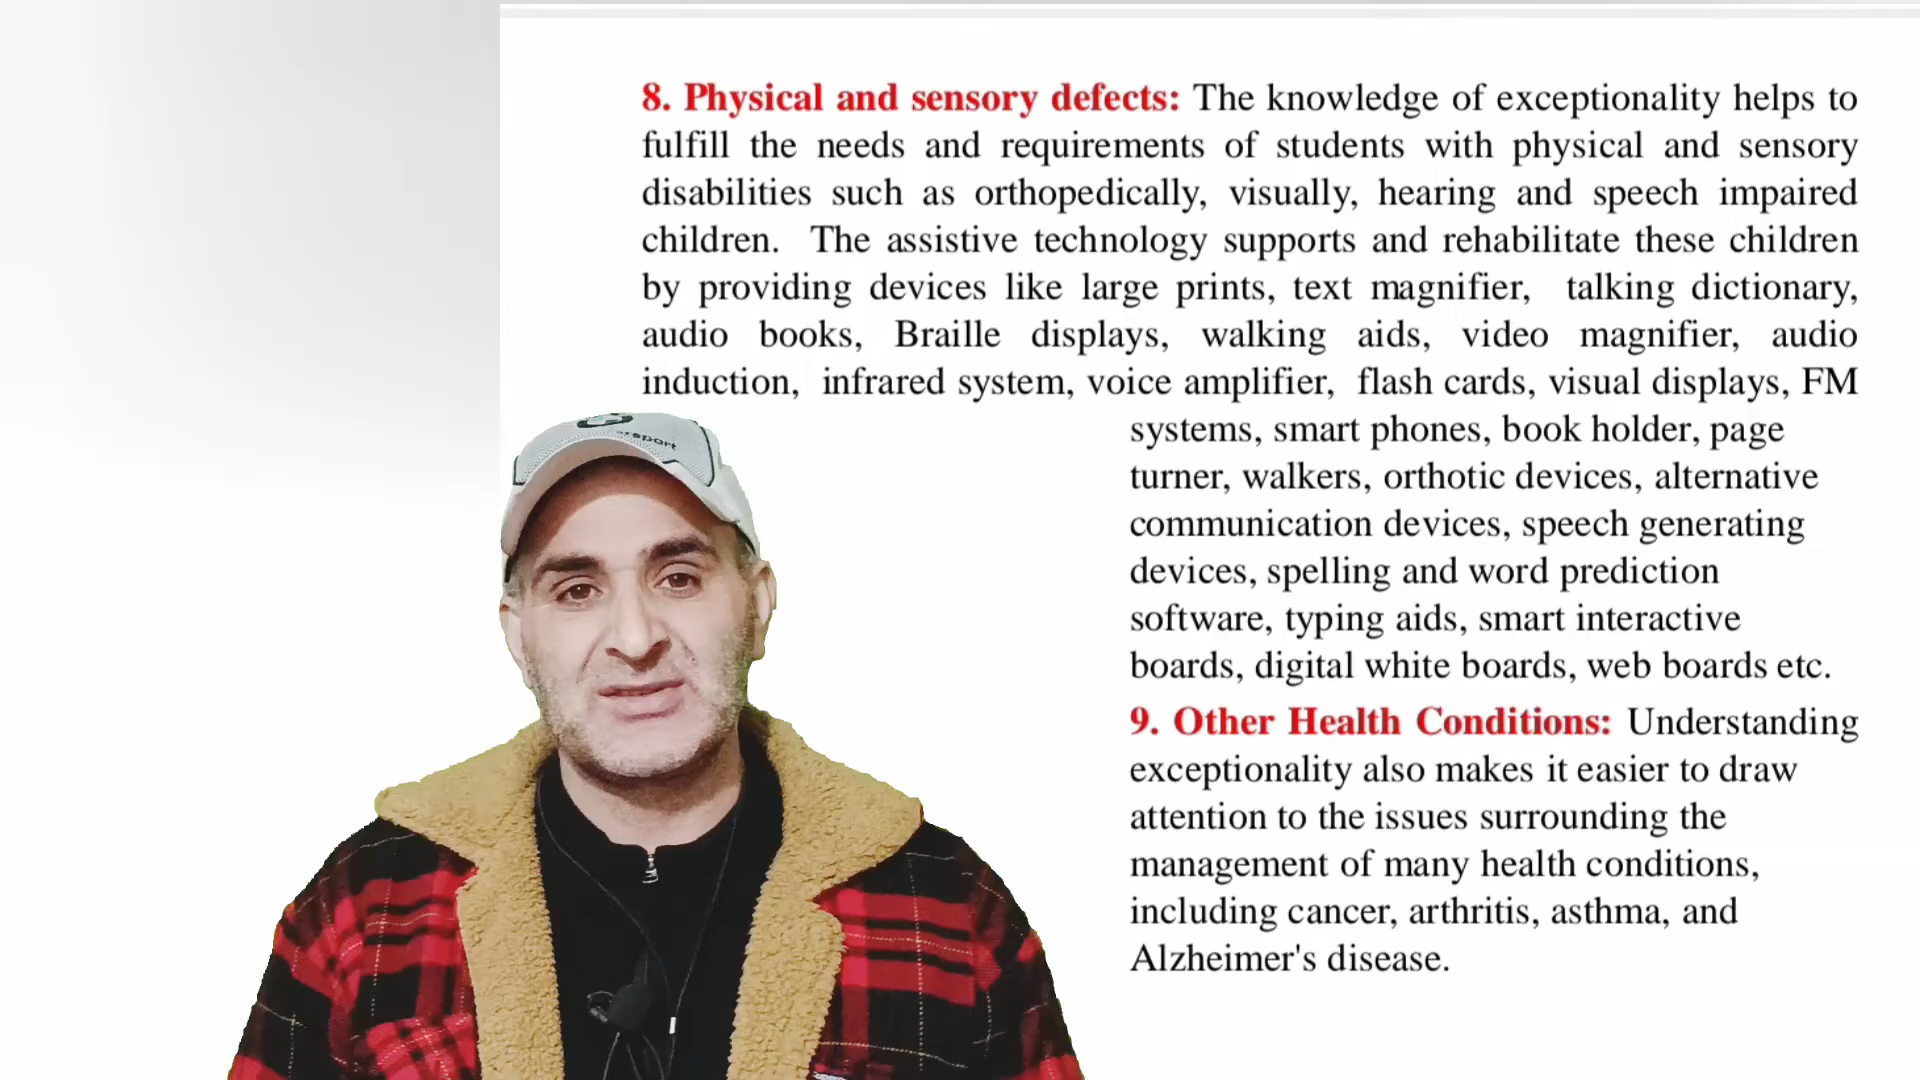 8. Physical and sensory defects: The knowledge of exceptionality helps to
fulfill the needs and requirements of students with physical and sensory
disabilities such as orthopedically, visually, hearing and speech impaired
children. The assistive technology supports and rehabilitate these children
by providing devices like large prints, text magnifier, talking dictionary,
audio books, Braille displays, walking aids, video magnifier, audio
induction, infrared system, voice amplifier, flash cards, visual displays, FM
systems, smart phones, book holder, page
turner, walkers, orthotic devices, alternative
communication devices, speech generating
devices, spelling and word prediction
software, typing aids, smart interactive
boards, digital white boards, web boards etc.
9. Other Health Conditions: Understanding
exceptionality also makes it easier to draw
attention to the issues surrounding the
management of many health conditions,
including cancer, arthritis, asthma, and
Alzheimer's disease.